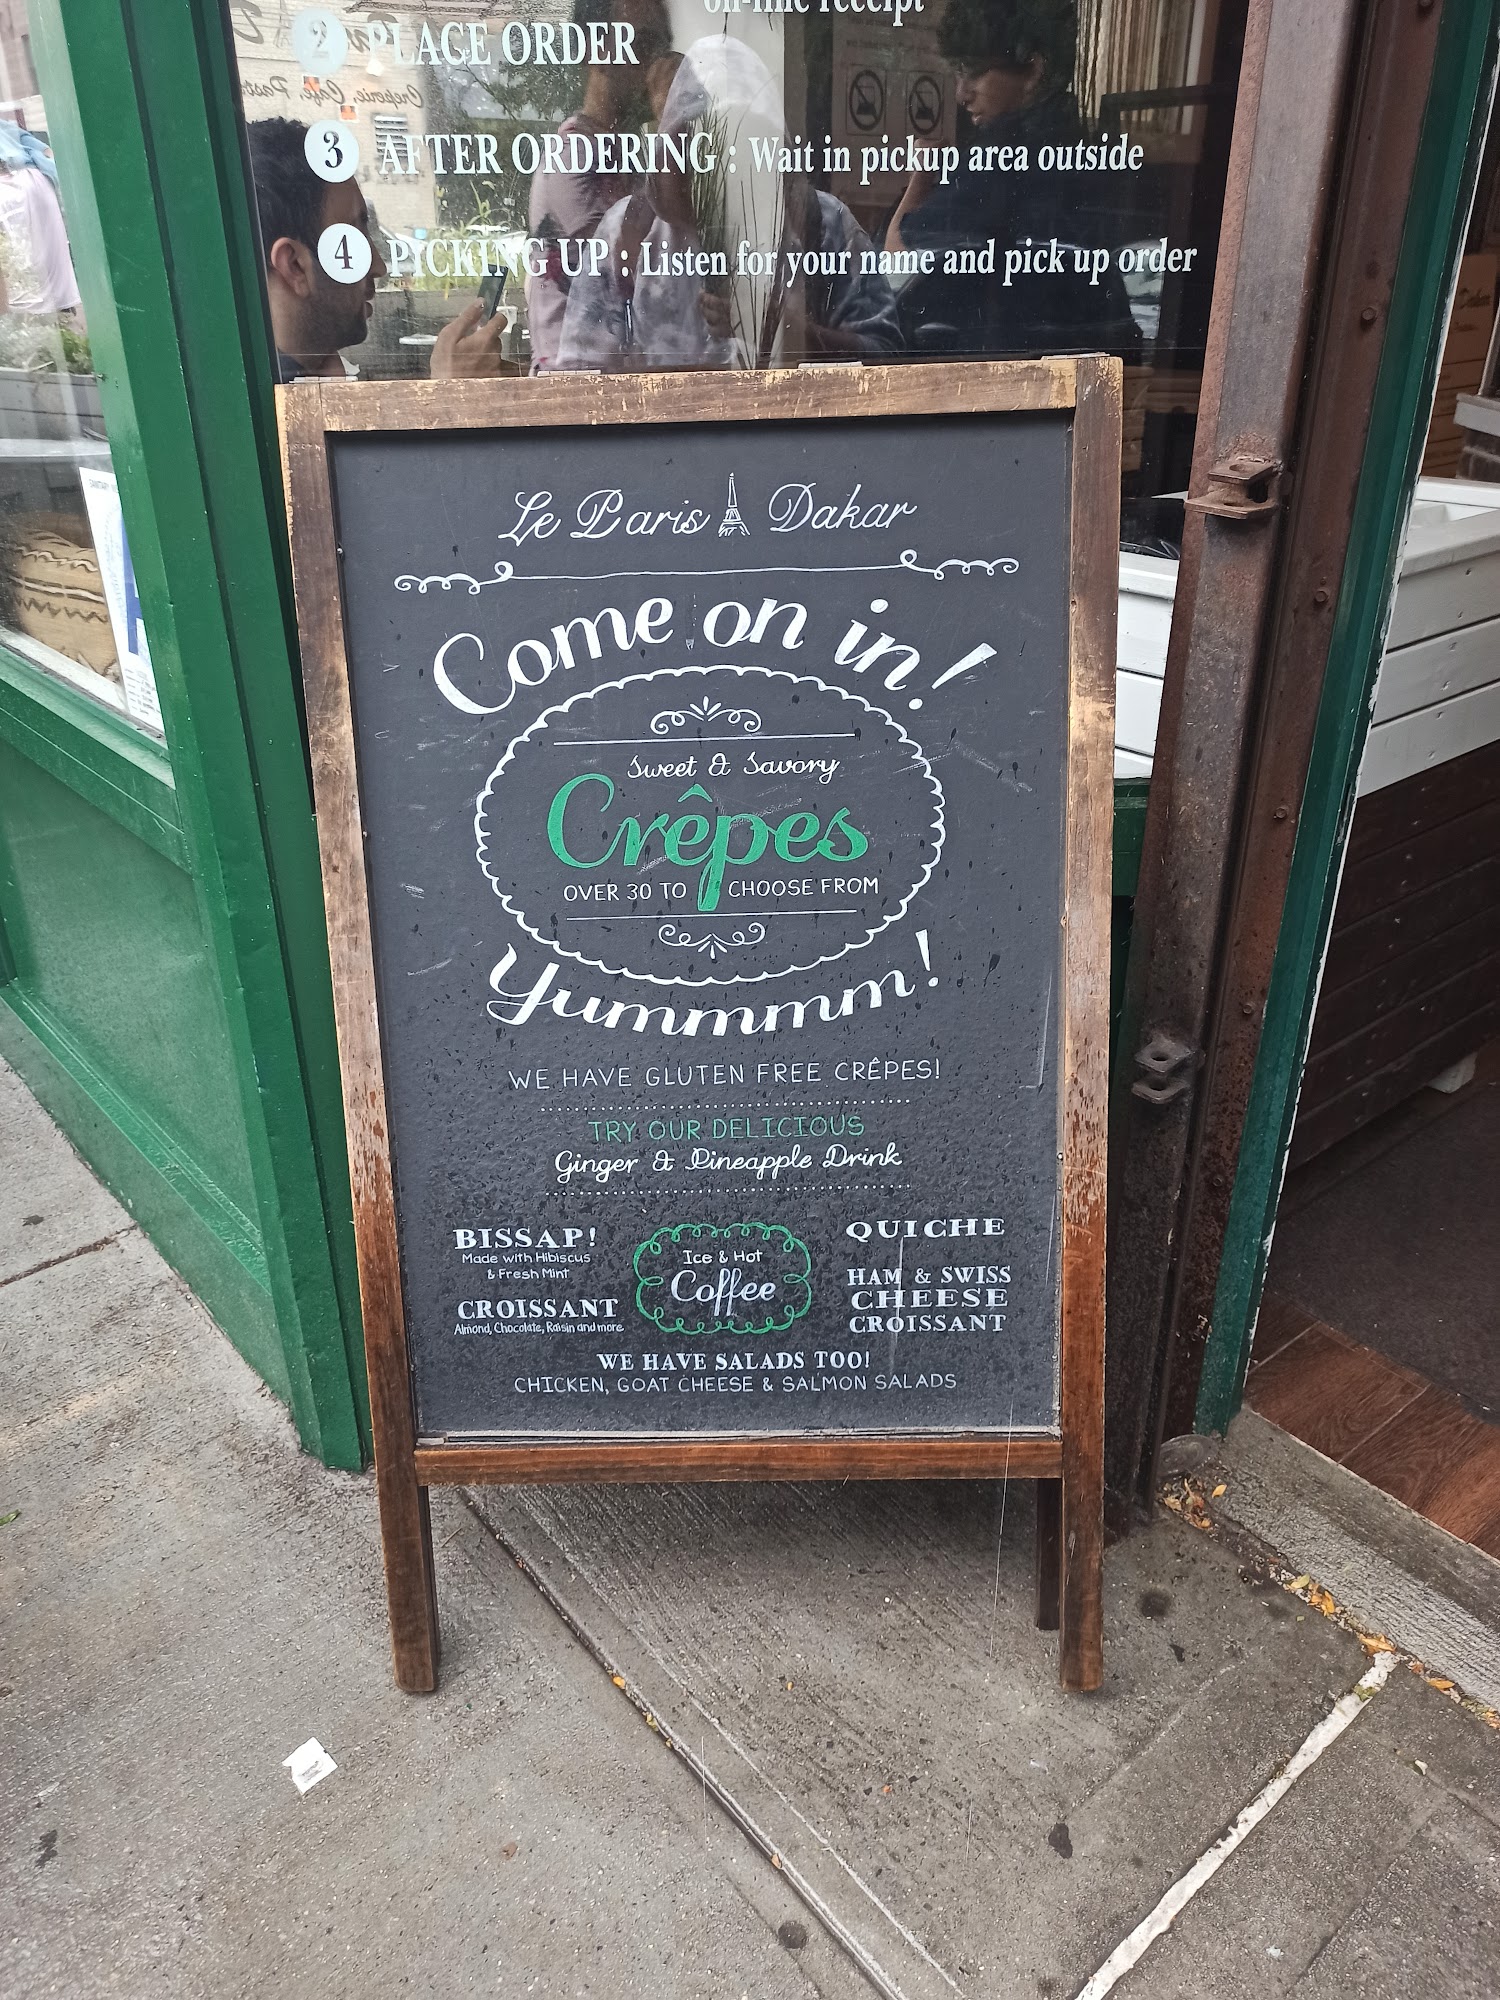 on-line receipt
2 PLACE ORDER
3 AFTER ORDERING : Wait in pickup area outside
4 PICKING UP : Listen for your name and pick up order
Le Paris Dakar
Come on in!
Sweet & Savory
Crêpes
OVER 30 TO CHOOSE FROM
Yummmm!
WE HAVE GLUTEN FREE CRÊPES!
TRY OUR DELICIOUS
Ginger & Pineapple Drink
BISSAP!
Made with Hibiscus
& Fresh Mint
CROISSANT
Almond, Chocolate, Raisin and more
Ice & Hot
Coffee
QUICHE
HAM & SWISS
CHEESE
CROISSANT
WE HAVE SALADS TOO!
CHICKEN, GOAT CHEESE & SALMON SALADS